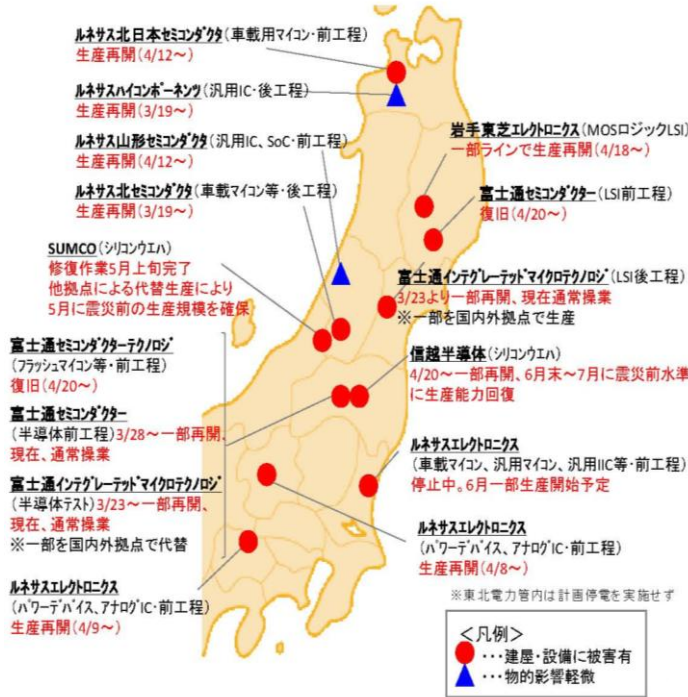 ルネサス北日本セミコンダクタ(車載用マイコン・前工程)
生産再開(4/12～)
ルネサスハイコンポーネンツ(汎用IC・後工程)
生産再開(3/19～)
ルネサス山形セミコンダクタ(汎用IC、SoC・前工程)
生産再開(4/12～)
ルネサス北セミコンダクタ(車載マイコン等・後工程)
生産再開(3/19～)
SUMCO(シリコンウエハ)
修復作業5月上旬完了
他拠点による代替生産により
5月に震災前の生産規模を確保
富士通セミコンダクターテクノロジ
(フラッシュマイコン等・前工程)
復旧(4/20～)
富士通セミコンダクター
(半導体前工程)3/28～一部再開、
現在、通常操業
富士通インテグレーテッドマイクロテクノロジ
(半導体テスト)3/23～一部再開、
現在、通常操業
※一部を国内外拠点で代替
ルネサスエレクトロニクス
(パワーデバイス、アナログIC・前工程)
生産再開(4/9～)
岩手東芝エレクトロニクス(MOSロジックLSI)
一部ラインで生産再開(4/18～)
富士通セミコンダクター(LSI前工程)
復旧(4/20～)
富士通インテグレーテッドマイクロテクノロジ(LSI後工程)
3/23より一部再開、現在通常操業
※一部を国内外拠点で生産
信越半導体(シリコンウエハ)
4/20～一部再開、6月末～7月に震災前水準
に生産能力回復
ルネサスエレクトロニクス
(車載マイコン、汎用マイコン、汎用IIC等・前工程)
停止中。6月一部生産開始予定
ルネサスエレクトロニクス
(パワーデバイス、アナログIC・前工程)
生産再開(4/8～)
※東北電力管内は計画停電を実施せず
＜凡例＞
●・・・建屋・設備に被害有
▲・・・物的影響軽微